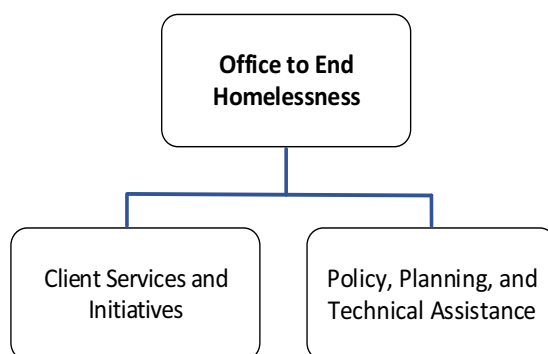 Office to End
Homelessness
Client Services and
Initiatives
Policy, Planning, and
Technical Assistance